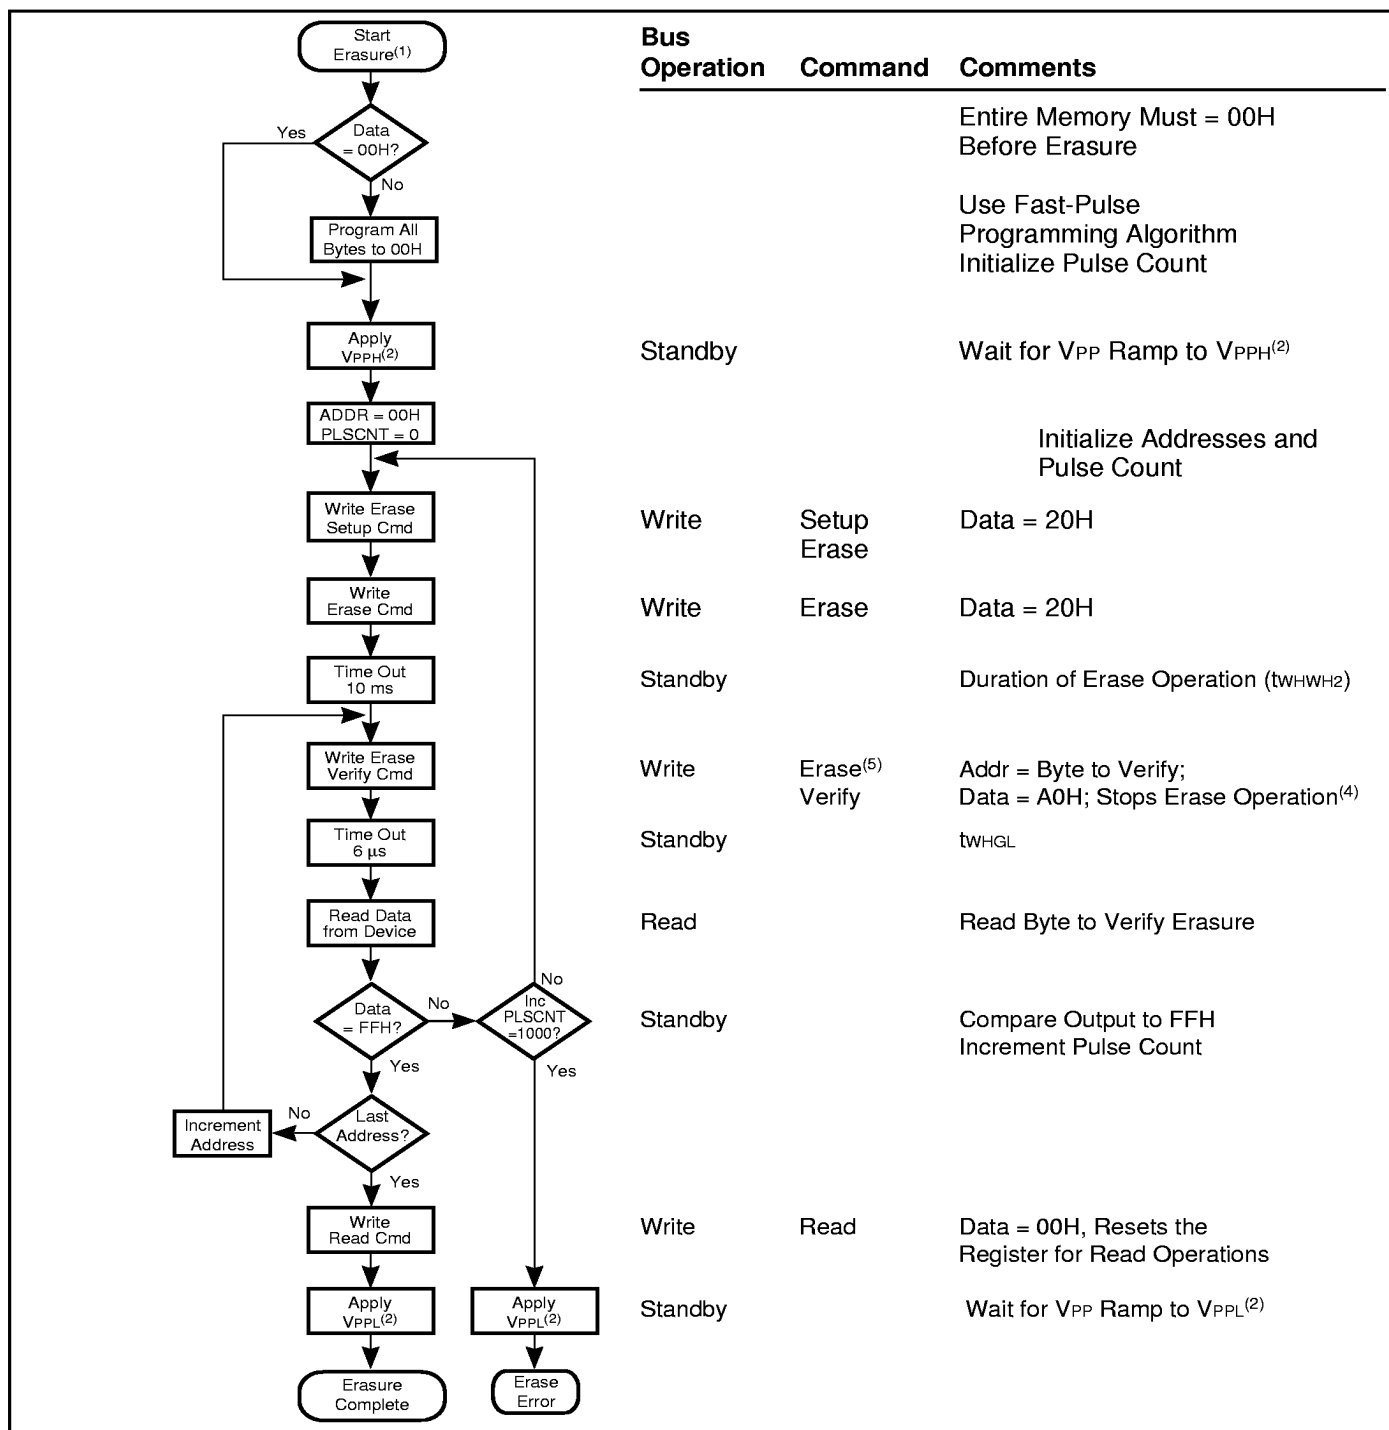 Start
Erasure(1)
Yes
Data
= 00H?
No
Program All
Bytes to 00H
Apply
VPPH(2)
ADDR = 00H
PLSCNT = 0
Write Erase
Setup Cmd
Write
Erase Cmd
Time Out
10 ms
Write Erase
Verify Cmd
Time Out
6 µs
Read Data
from Device
Data
= FFH?
No
No
Inc
PLSCNT
=1000?
Yes
Yes
Last
Address?
No
Increment
Address
Yes
Write
Read Cmd
Apply
VPPL(2)
Apply
VPPL(2)
Erasure
Complete
Erase
Error
Bus
Operation Command Comments
Entire Memory Must = 00H
Before Erasure
Use Fast-Pulse
Programming Algorithm
Initialize Pulse Count
Standby Wait for VPP Ramp to VPPH(2)
Initialize Addresses and
Pulse Count
Write Setup Data = 20H
Erase
Write Erase Data = 20H
Standby Duration of Erase Operation (tWHWH2)
Write Erase(5) Addr = Byte to Verify;
Verify Data = A0H; Stops Erase Operation(4)
Standby tWHGL
Read Read Byte to Verify Erasure
Standby Compare Output to FFH
Increment Pulse Count
Write Read Data = 00H, Resets the
Register for Read Operations
Standby Wait for VPP Ramp to VPPL(2)